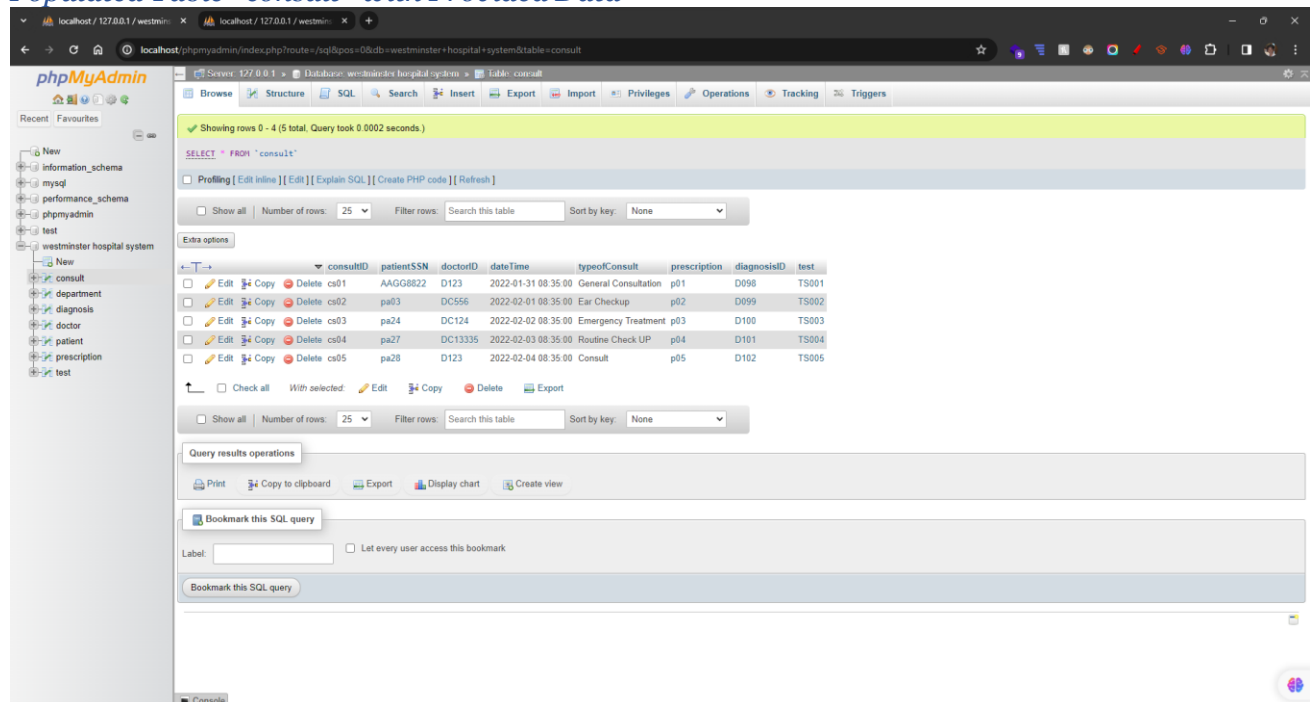 Populated Table "consult" with Provided Data
localhost / 127.0.0.1 / westmins × localhost / 127.0.0.1 / westmins × +
localhost/phpmyadmin/index.php?route=/sql&pos=0&db=westminster+hospital+system&table=consult
phpMyAdmin
Recent Favourites
New
information_schema
mysql
performance_schema
phpmyadmin
test
westminster hospital system
New
consult
department
diagnosis
doctor
patient
prescription
test
Server: 127.0.0.1 » Database: westminster hospital system » Table: consult
Browse Structure SQL Search Insert Export Import Privileges Operations Tracking Triggers
Showing rows 0 - 4 (5 total, Query took 0.0002 seconds.)
SELECT * FROM `consult`
Profiling [ Edit inline ] [ Edit ] [ Explain SQL ] [ Create PHP code ] [ Refresh ]
Show all | Number of rows: 25 Filter rows: Search this table Sort by key: None
Extra options
←T→ consultID patientSSN doctorID dateTime typeofConsult prescription diagnosisID test
Edit Copy Delete cs01 AAGG8822 D123 2022-01-31 08:35:00 General Consultation p01 D098 TS001
Edit Copy Delete cs02 pa03 DC556 2022-02-01 08:35:00 Ear Checkup p02 D099 TS002
Edit Copy Delete cs03 pa24 DC124 2022-02-02 08:35:00 Emergency Treatment p03 D100 TS003
Edit Copy Delete cs04 pa27 DC13335 2022-02-03 08:35:00 Routine Check UP p04 D101 TS004
Edit Copy Delete cs05 pa28 D123 2022-02-04 08:35:00 Consult p05 D102 TS005
Check all With selected: Edit Copy Delete Export
Show all | Number of rows: 25 Filter rows: Search this table Sort by key: None
Query results operations
Print Copy to clipboard Export Display chart Create view
Bookmark this SQL query
Label: Let every user access this bookmark
Bookmark this SQL query
Console